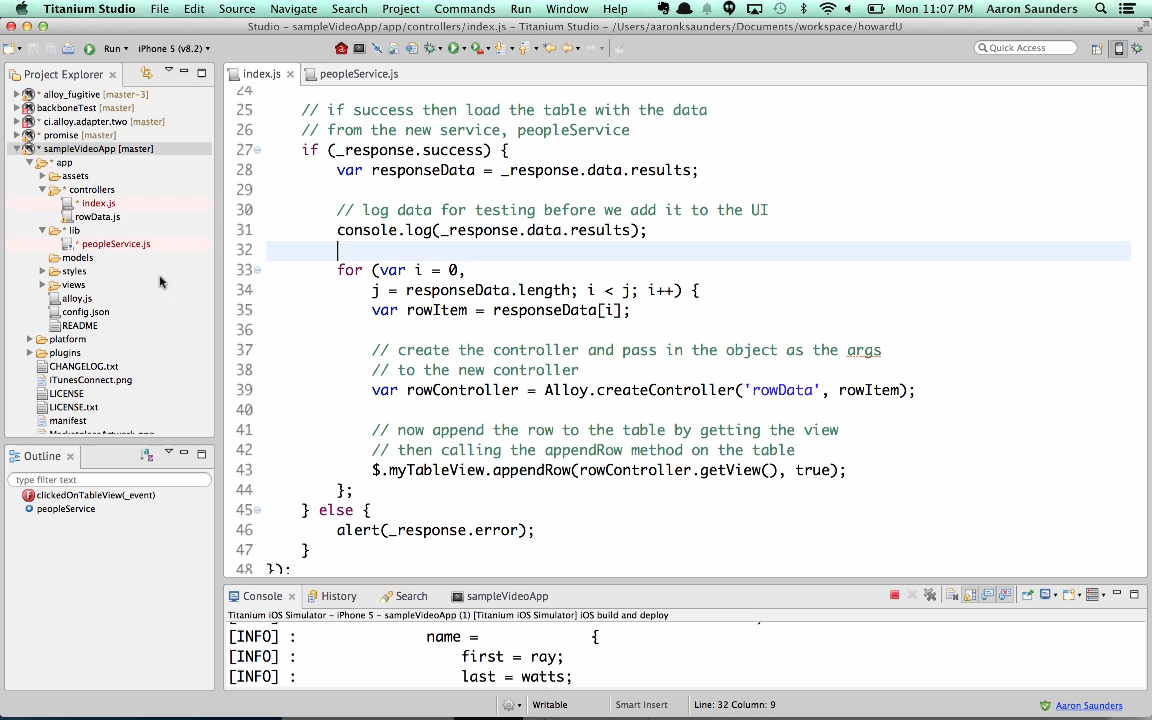 Titanium Studio File Edit Source Navigate Search Project Commands Run Window Help Mon 11:07 PM Aaron Saunders
Studio - sampleVideoApp/app/controllers/index.js - Titanium Studio - /Users/aaronksaunders/Documents/workspace/howardU
Run iPhone 5 (v8.2) Quick Access
Project Explorer
* alloy_fugitive [master-3]
backboneTest [master]
* ci.alloy.adapter.two [master]
* promise [master]
* sampleVideoApp [master]
* app
assets
* controllers
* index.js
rowData.js
* lib
* peopleService.js
models
styles
views
alloy.js
config.json
README
platform
plugins
CHANGELOG.txt
iTunesConnect.png
LICENSE
LICENSE.txt
manifest
Outline
type filter text
clickedOnTableView(_event)
peopleService
index.js peopleService.js
24
25 // if success then load the table with the data
26 // from the new service, peopleService
27 if (_response.success) {
28 var responseData = _response.data.results;
29
30 // log data for testing before we add it to the UI
31 console.log(_response.data.results);
32
33 for (var i = 0,
34 j = responseData.length; i < j; i++) {
35 var rowItem = responseData[i];
36
37 // create the controller and pass in the object as the args
38 // to the new controller
39 var rowController = Alloy.createController('rowData', rowItem);
40
41 // now append the row to the table by getting the view
42 // then calling the appendRow method on the table
43 $.myTableView.appendRow(rowController.getView(), true);
44 };
45 } else {
46 alert(_response.error);
47 }
48 });
Console History Search sampleVideoApp
Titanium iOS Simulator - iPhone 5 - sampleVideoApp (1) [Titanium iOS Simulator] iOS build and deploy
[INFO] : name = {
[INFO] : first = ray;
[INFO] : last = watts;
Writable Smart Insert Line: 32 Column: 9 Aaron Saunders